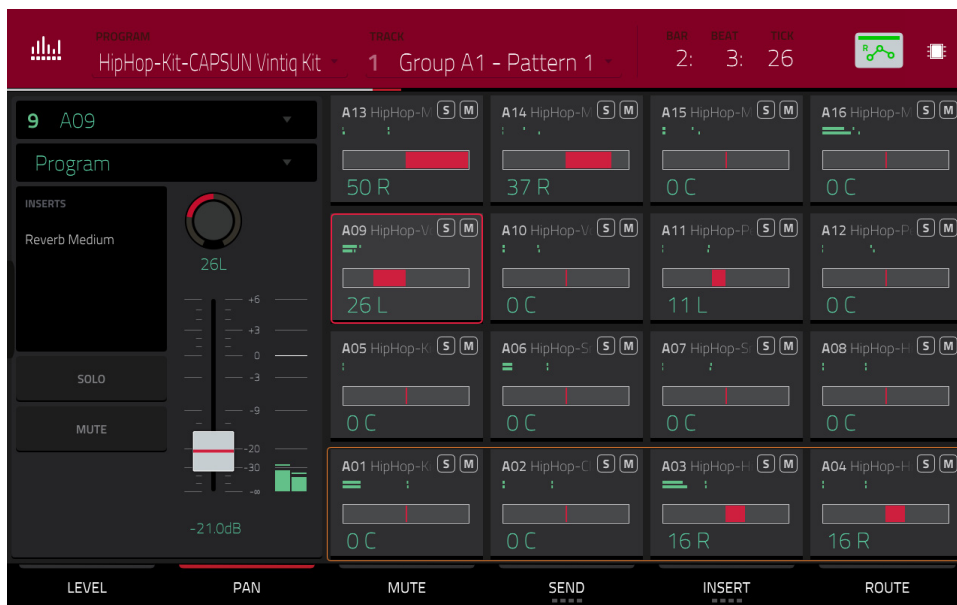 PROGRAM
HipHop-Kit-CAPSUN Vintiq Kit
TRACK
1 Group A1 - Pattern 1
BAR BEAT TICK
2: 3: 26
R
9 A09
Program
INSERTS
Reverb Medium
26L
+6
+3
0
-3
-9
-20
-30
-∞
-21.0dB
SOLO
MUTE
A13 HipHop-M S M
50 R
A14 HipHop-M S M
37 R
A15 HipHop-M S M
0 C
A16 HipHop-M S M
0 C
A09 HipHop-V S M
26 L
A10 HipHop-V S M
0 C
A11 HipHop-P S M
11 L
A12 HipHop-P S M
0 C
A05 HipHop-K S M
0 C
A06 HipHop-S S M
0 C
A07 HipHop-S S M
0 C
A08 HipHop-H S M
0 C
A01 HipHop-K S M
0 C
A02 HipHop-Cl S M
0 C
A03 HipHop-H S M
16 R
A04 HipHop-H S M
16 R
LEVEL PAN MUTE SEND INSERT ROUTE